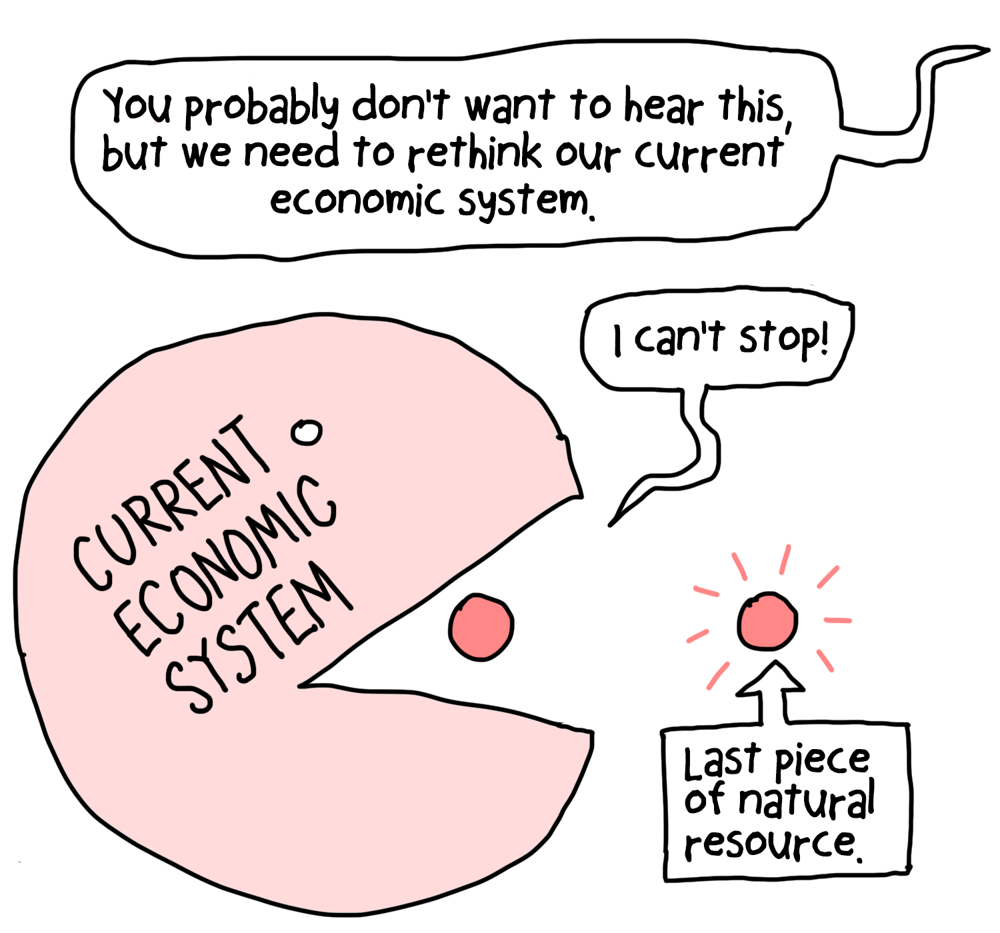 You probably don't want to hear this,
but we need to rethink our current
economic system.
I can't stop!
CURRENT
ECONOMIC
SYSTEM
Last piece
of natural
resource.